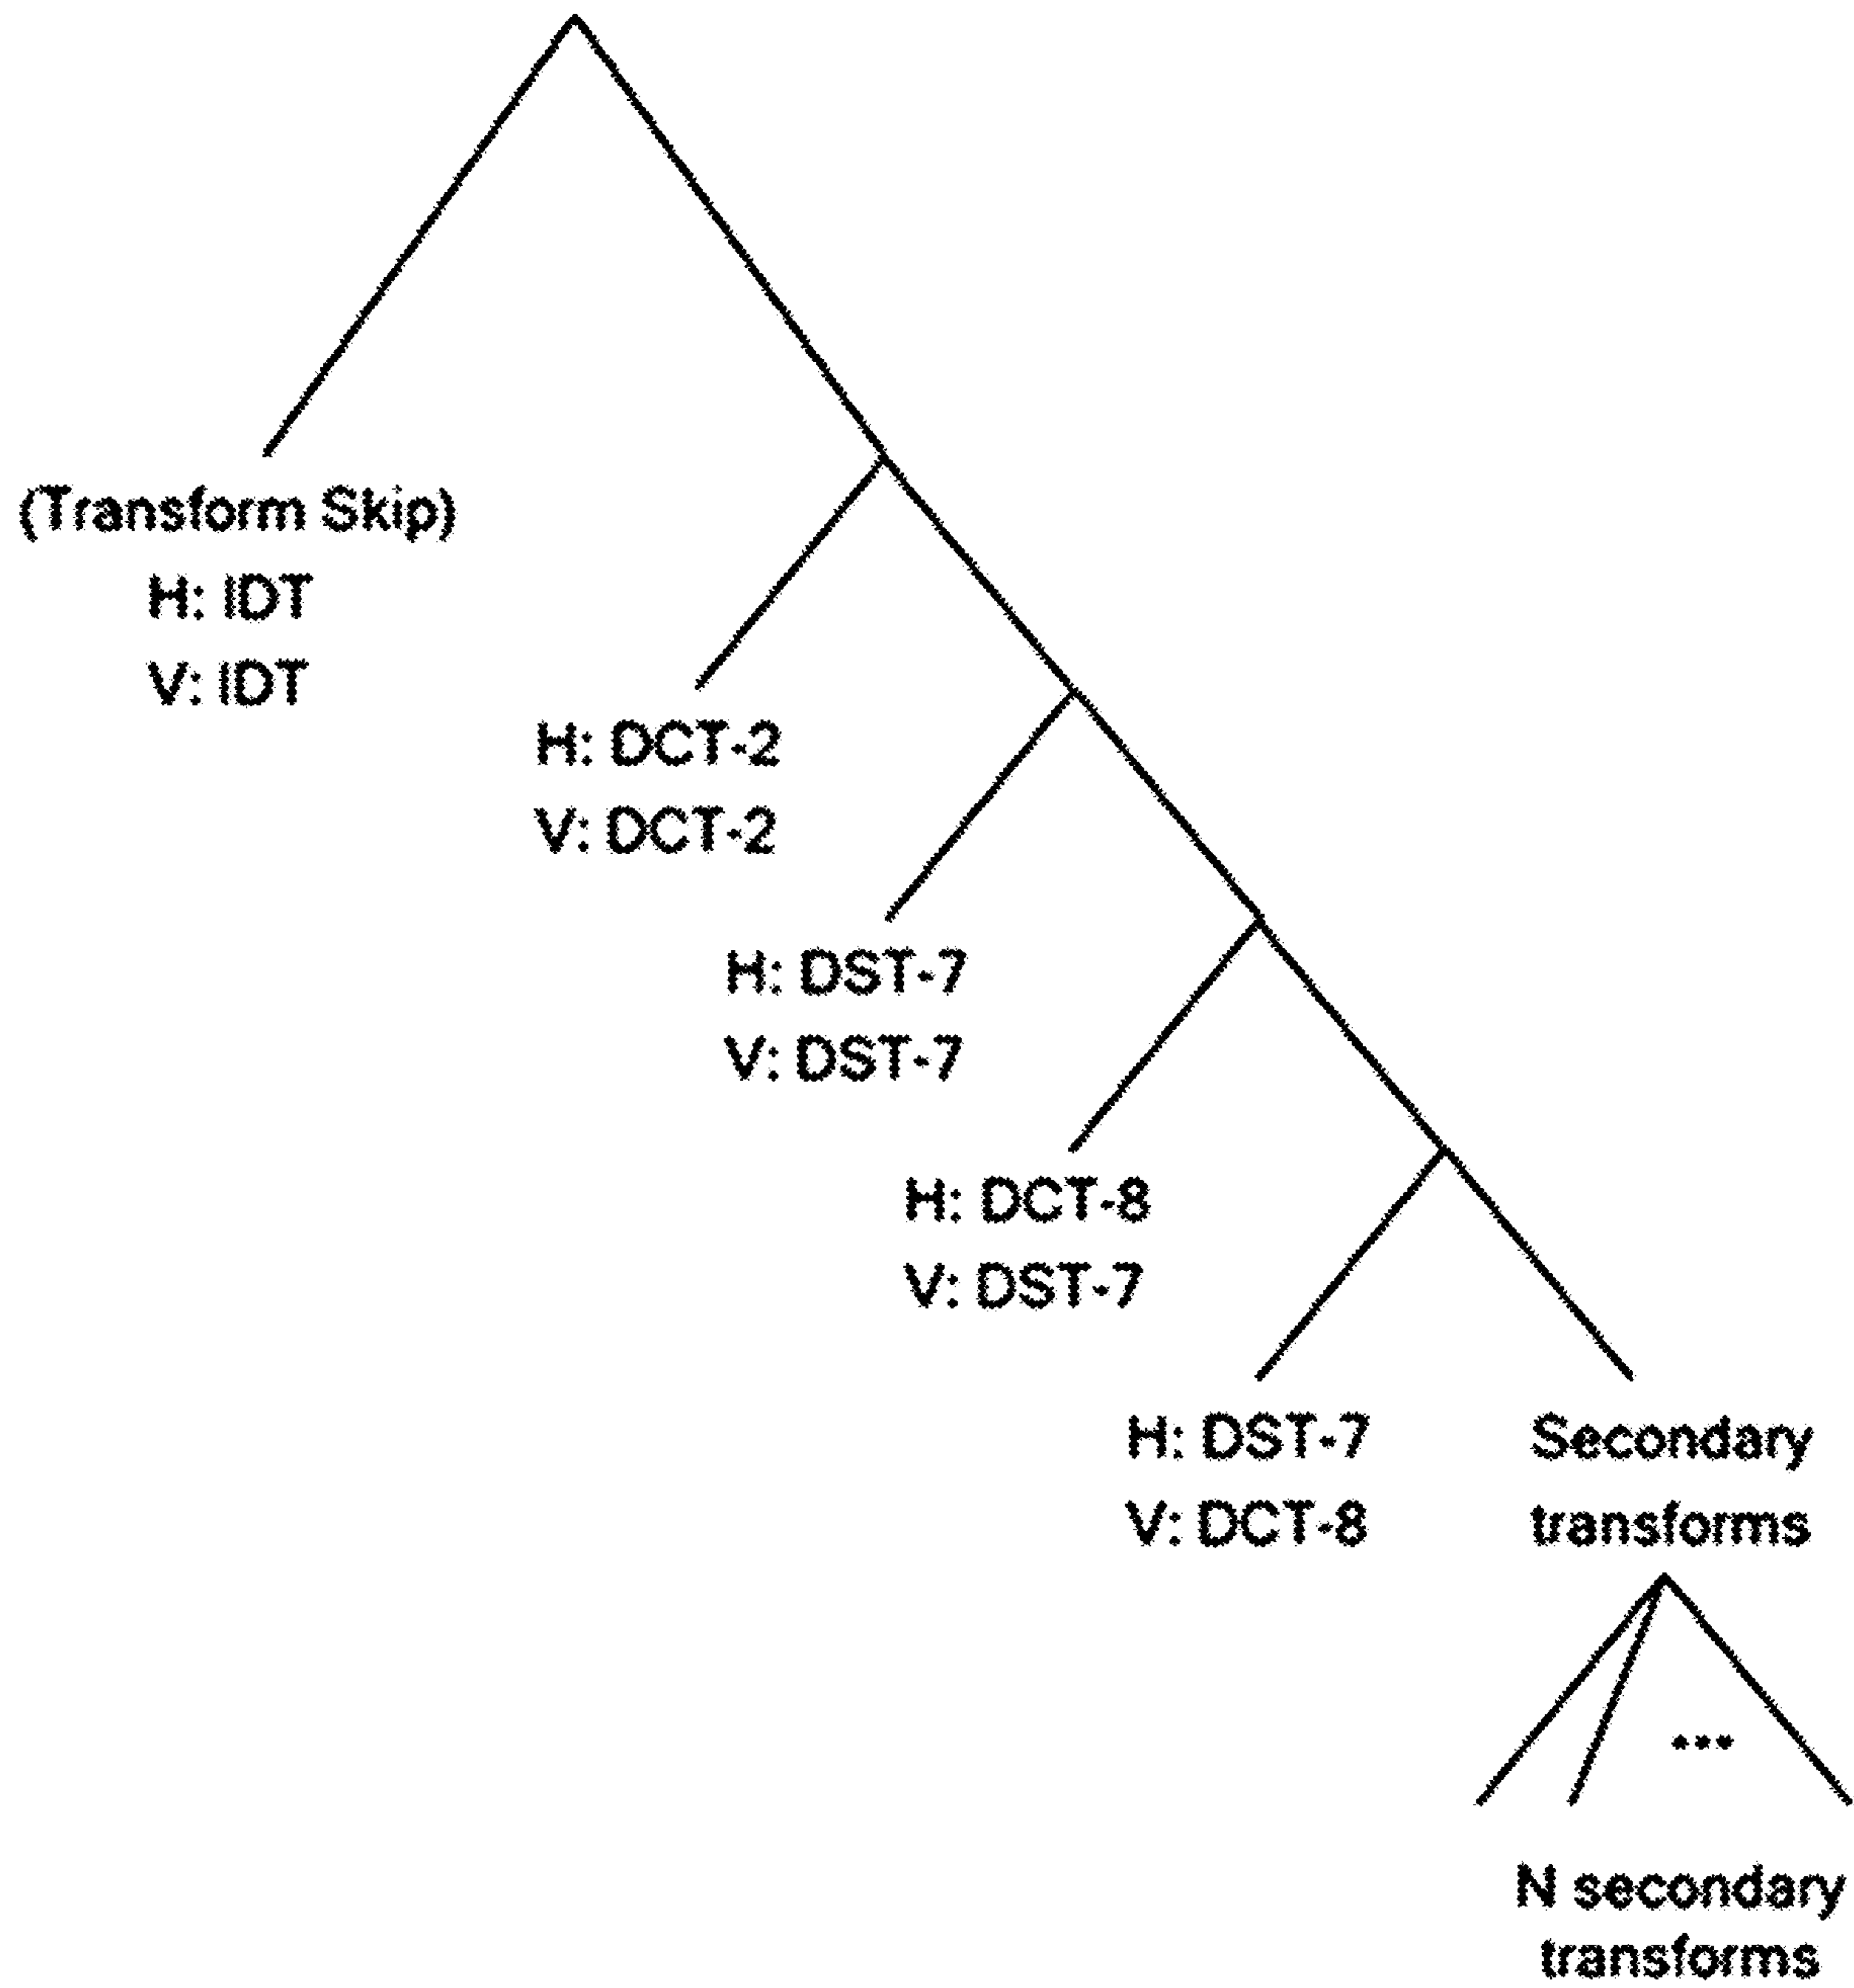 (Transform Skip)
H: IDT
V: IDT
H: DCT-2
V: DCT-2
H: DST-7
V: DST-7
H: DCT-8
V: DST-7
H: DST-7
V: DCT-8
Secondary
transforms
...
N secondary
transforms